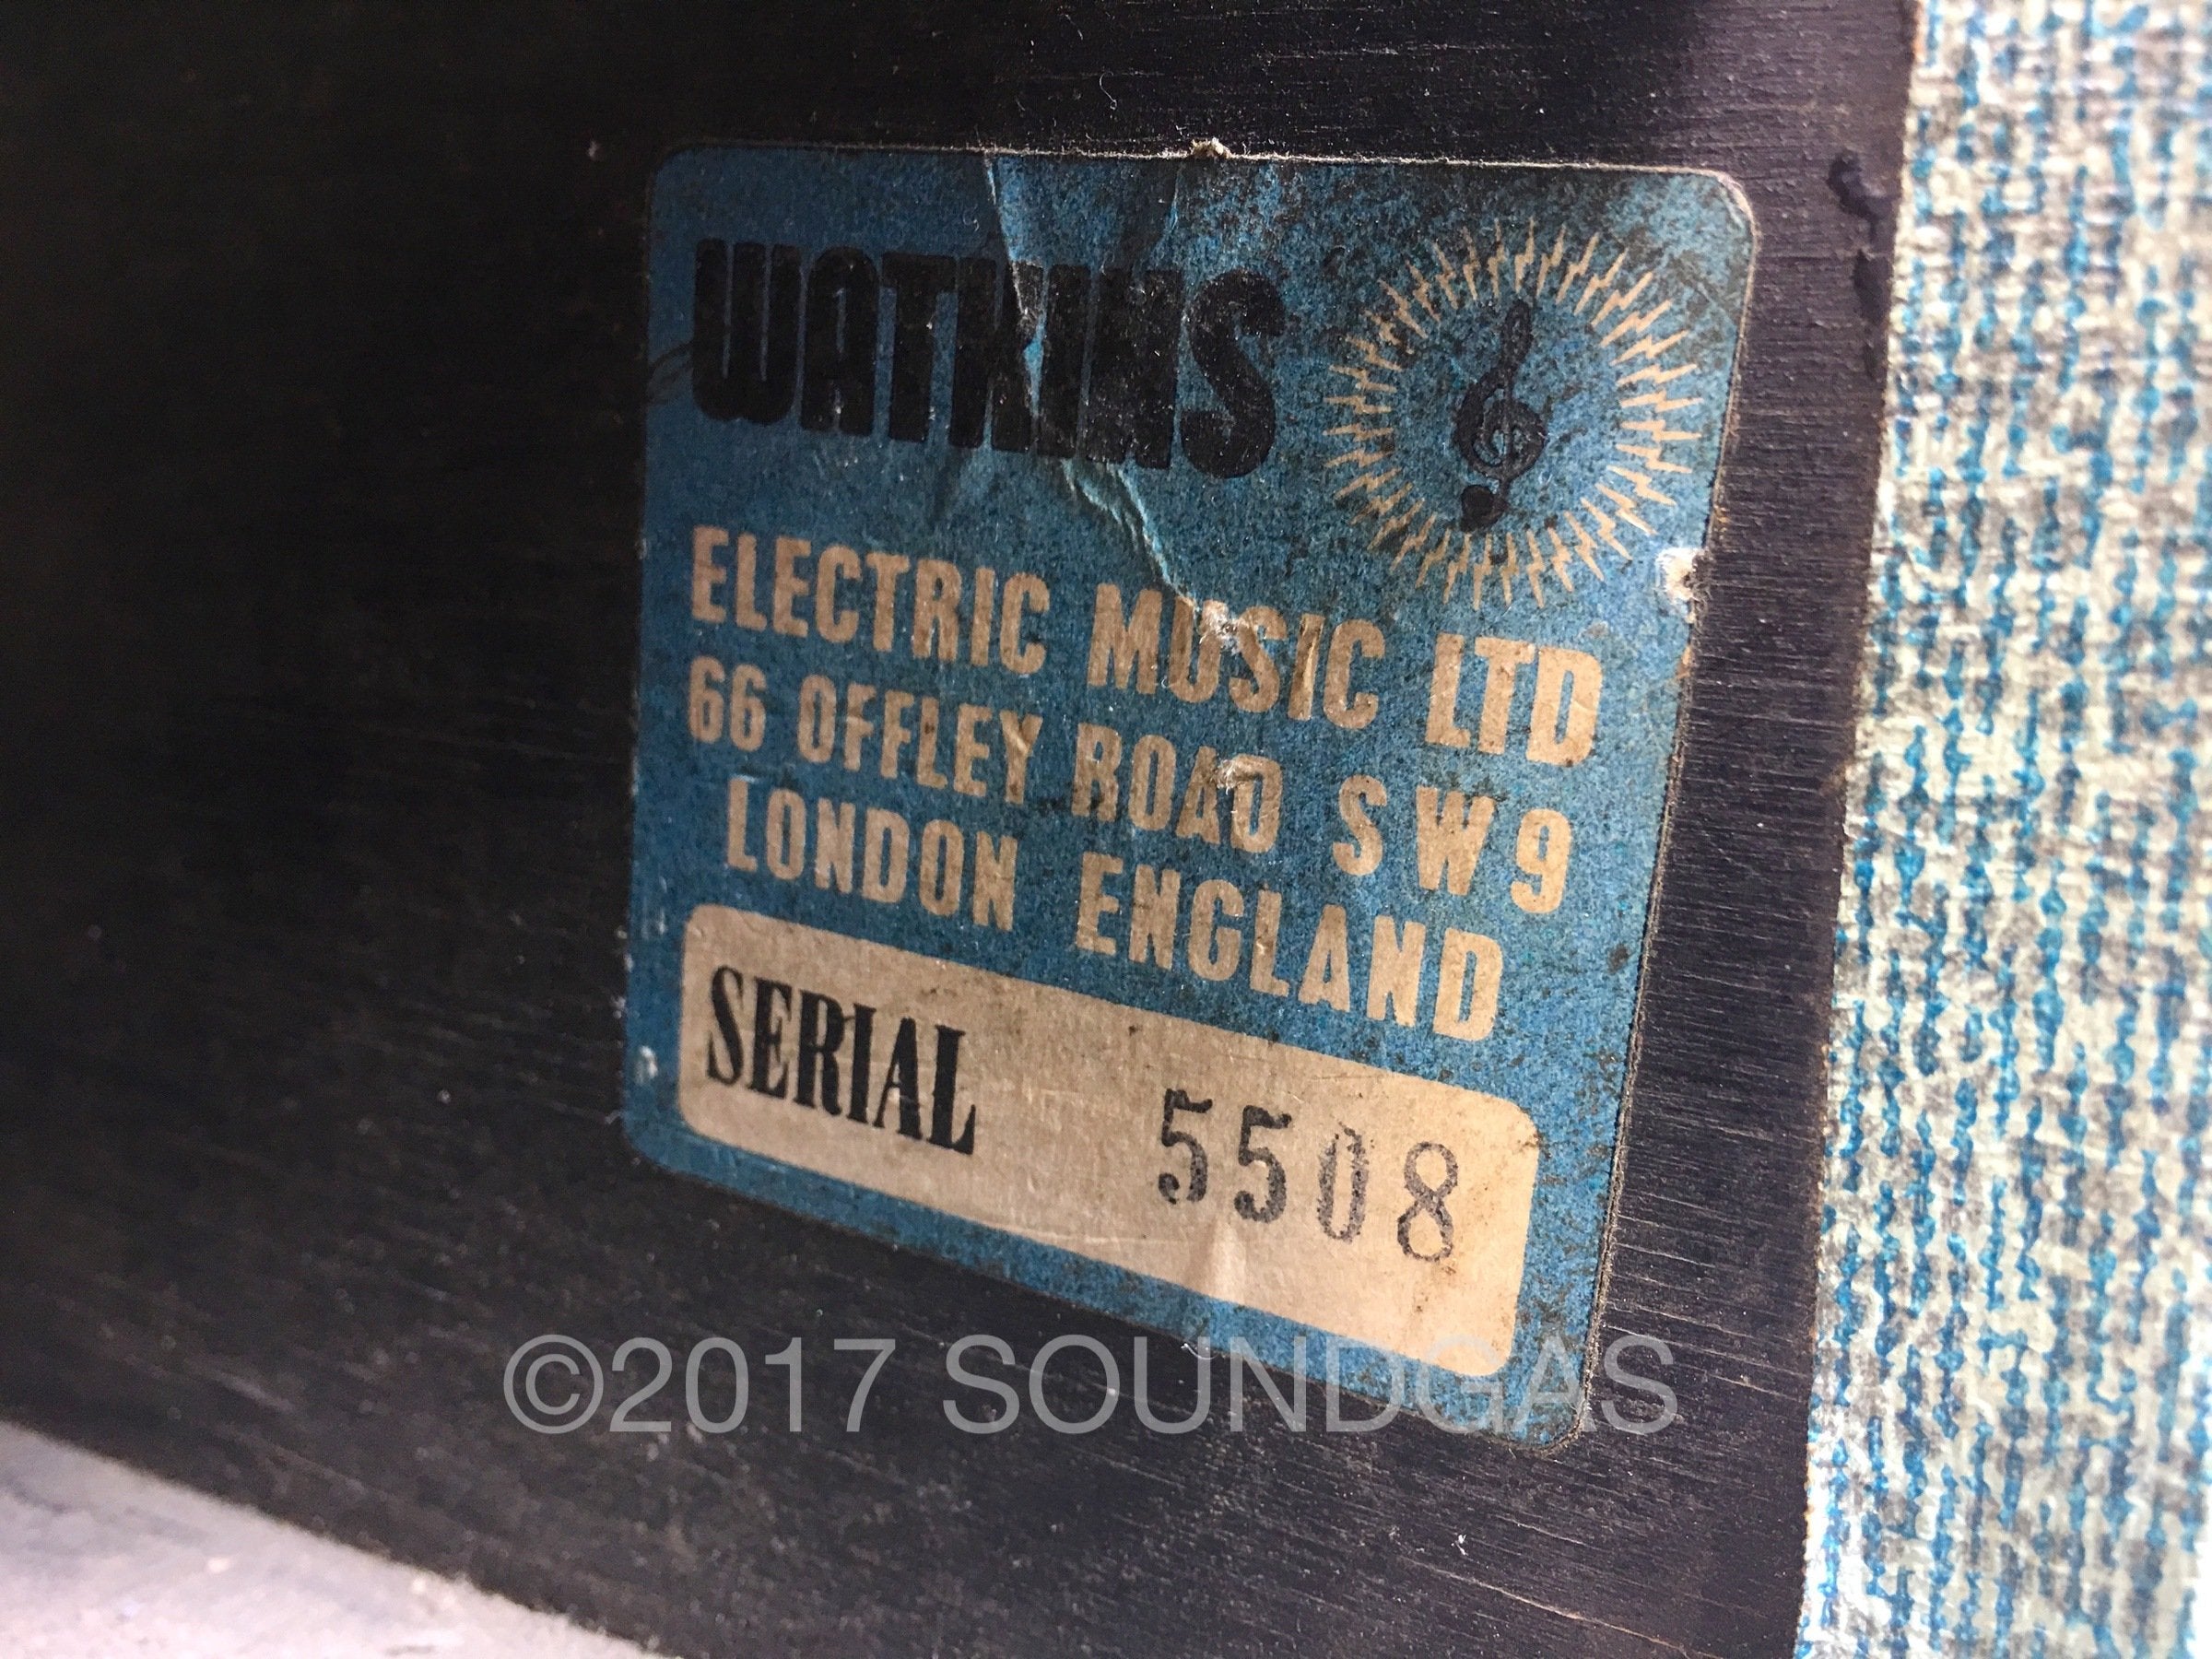 WATKINS
ELECTRIC MUSIC LTD
66 OFFLEY ROAD SW9
LONDON ENGLAND
SERIAL 5508
©2017 SOUNDGAS